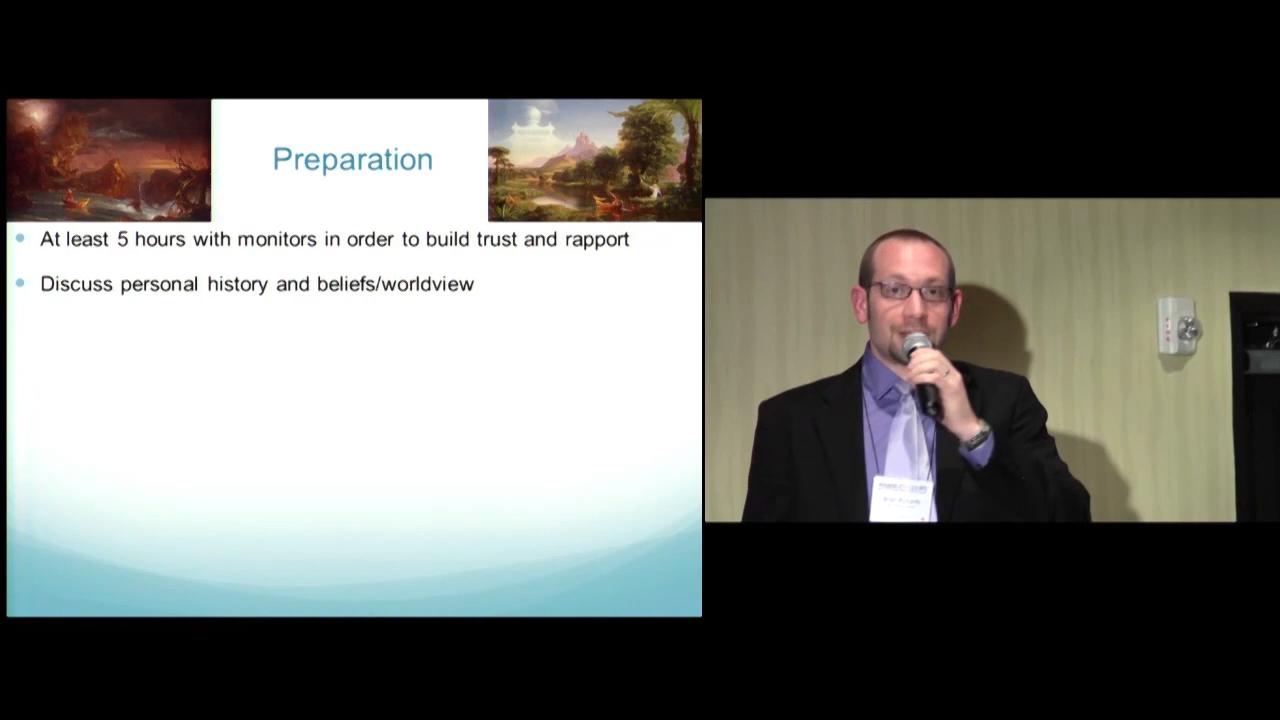 Preparation
At least 5 hours with monitors in order to build trust and rapport
Discuss personal history and beliefs/worldview